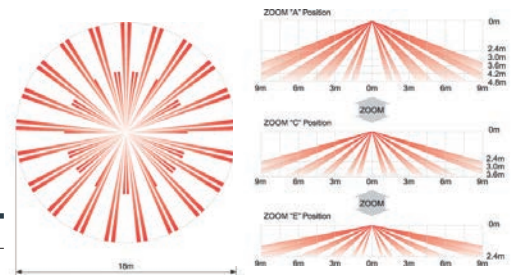 18m
ZOOM "A" Position
0m
2.4m
3.0m
3.6m
4.2m
4.8m
9m 6m 3m 0m 3m 6m 9m
ZOOM
ZOOM "C" Position
0m
2.4m
3.0m
3.6m
9m 6m 3m 0m 3m 6m 9m
ZOOM
ZOOM "E" Position
0m
2.4m
9m 6m 3m 0m 3m 6m 9m